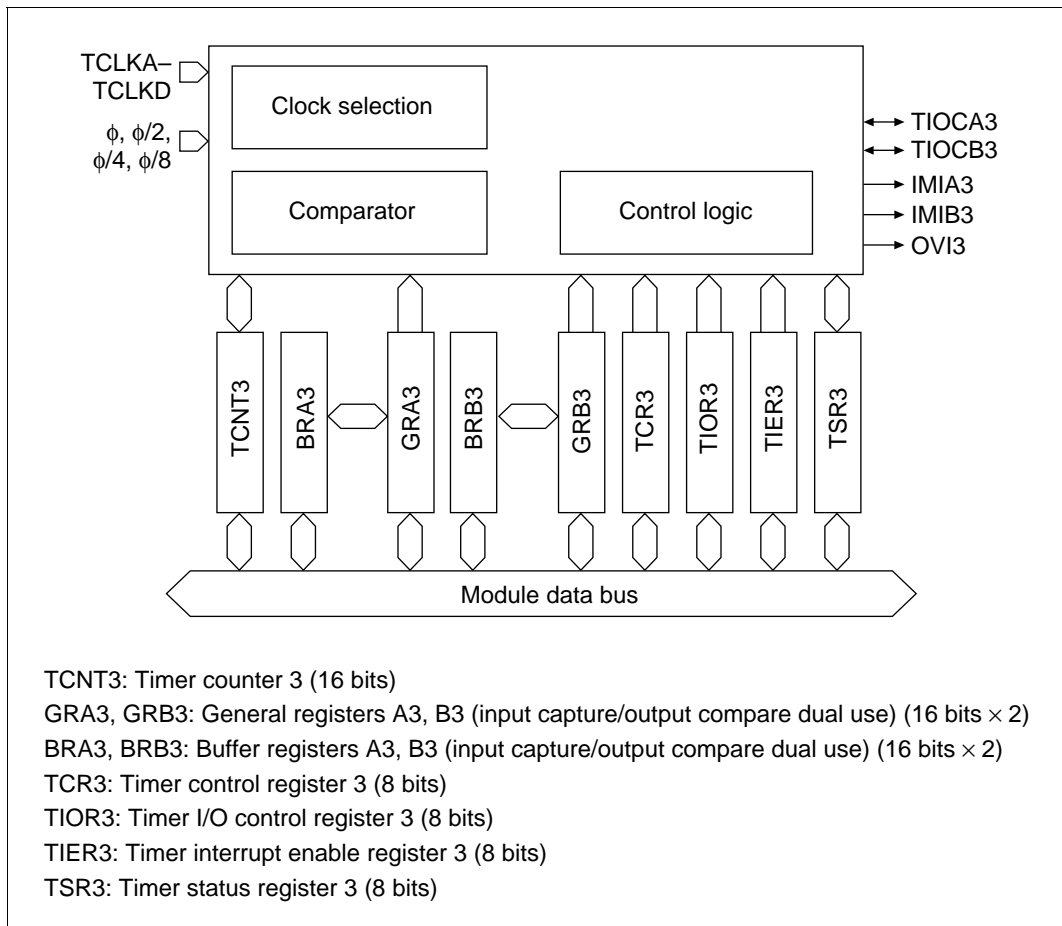 TCLKA–
TCLKD
ϕ, ϕ/2,
ϕ/4, ϕ/8
Clock selection
Comparator
Control logic
TIOCA3
TIOCB3
IMIA3
IMIB3
OVI3
TCNT3
BRA3
GRA3
BRB3
GRB3
TCR3
TIOR3
TIER3
TSR3
Module data bus
TCNT3: Timer counter 3 (16 bits)
GRA3, GRB3: General registers A3, B3 (input capture/output compare dual use) (16 bits × 2)
BRA3, BRB3: Buffer registers A3, B3 (input capture/output compare dual use) (16 bits × 2)
TCR3: Timer control register 3 (8 bits)
TIOR3: Timer I/O control register 3 (8 bits)
TIER3: Timer interrupt enable register 3 (8 bits)
TSR3: Timer status register 3 (8 bits)